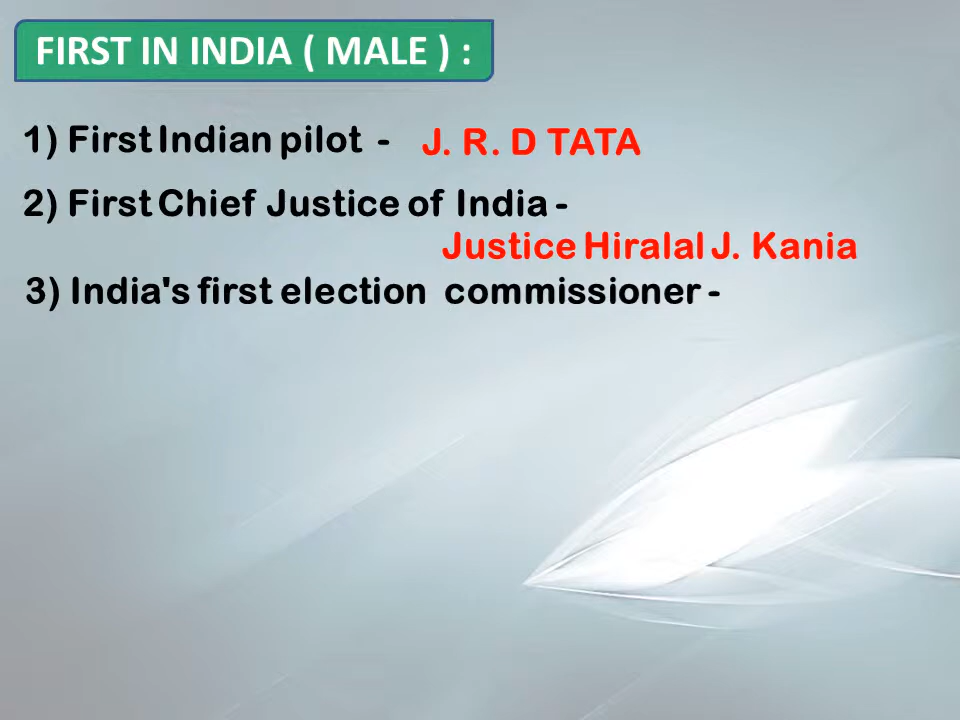 FIRST IN INDIA ( MALE ) :
1) First Indian pilot - J. R. D TATA
2) First Chief Justice of India -
Justice Hiralal J. Kania
3) India's first election commissioner -